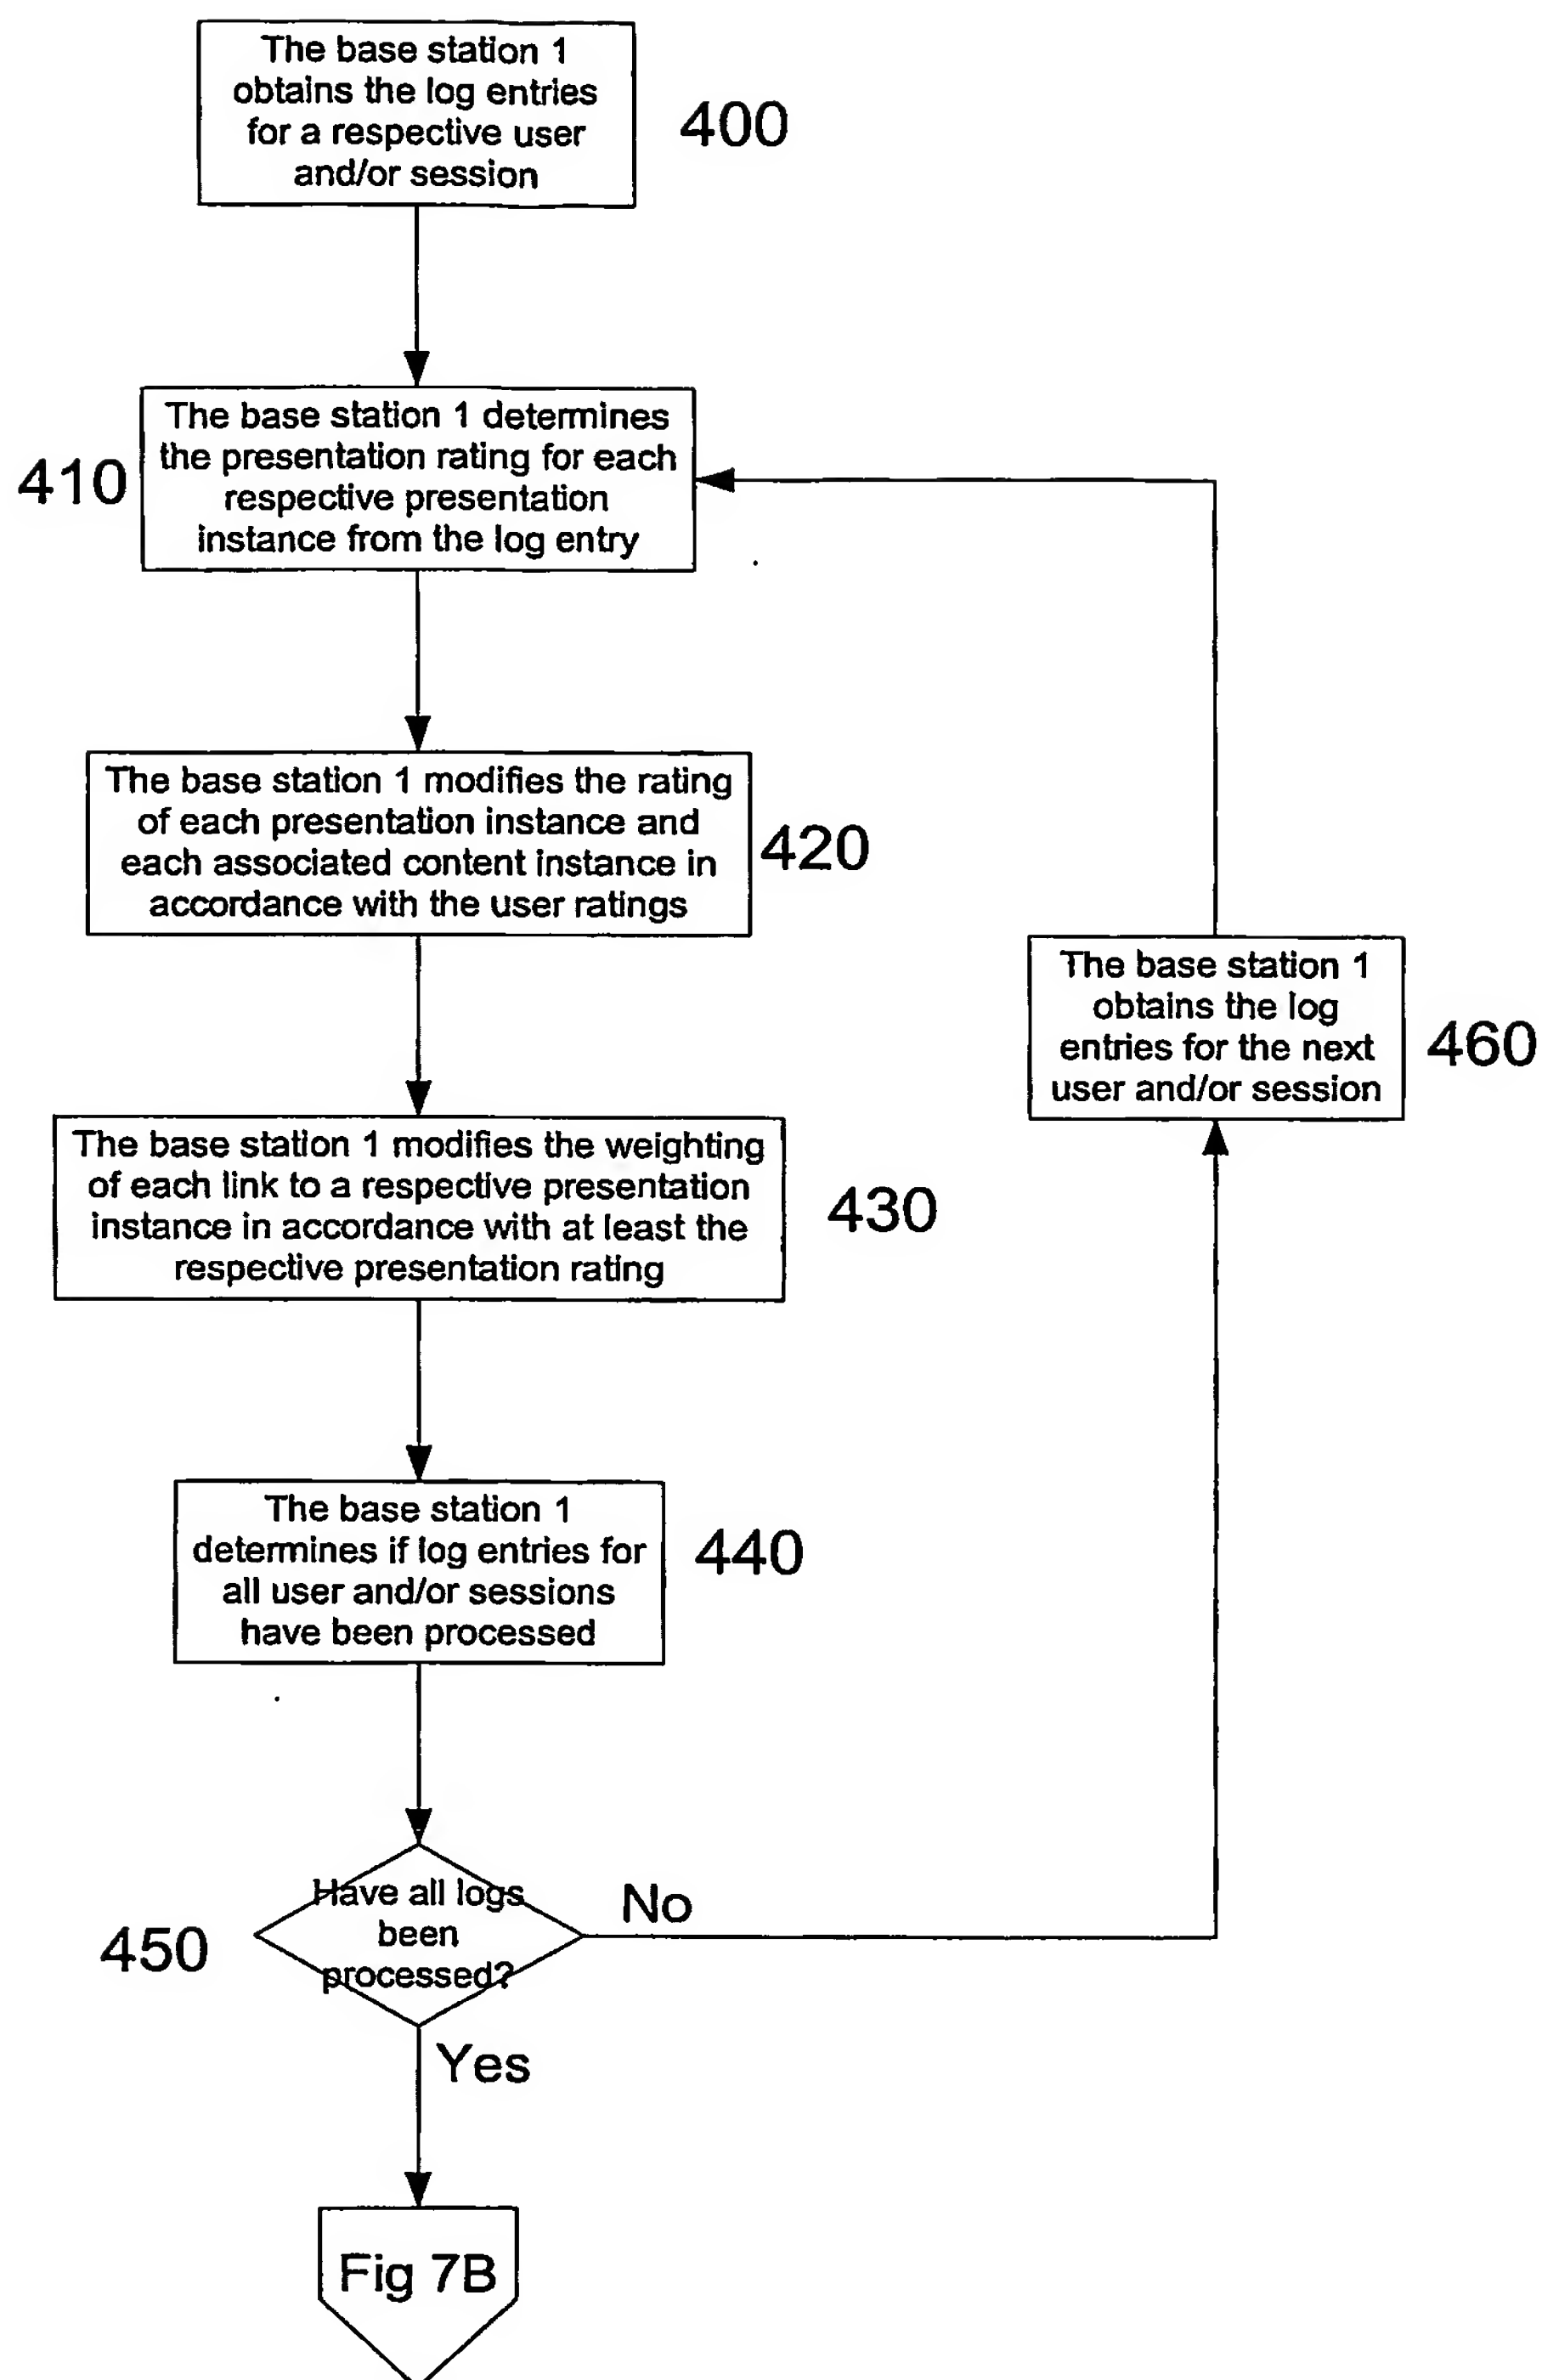 The base station 1
obtains the log entries
for a respective user
and/or session
400
The base station 1 determines
the presentation rating for each
respective presentation
instance from the log entry
410
The base station 1 modifies the rating
of each presentation instance and
each associated content instance in
accordance with the user ratings
420
The base station 1
obtains the log
entries for the next
user and/or session
460
The base station 1 modifies the weighting
of each link to a respective presentation
instance in accordance with at least the
respective presentation rating
430
The base station 1
determines if log entries for
all user and/or sessions
have been processed
440
Have all logs
been
processed?
450
No
Yes
Fig 7B